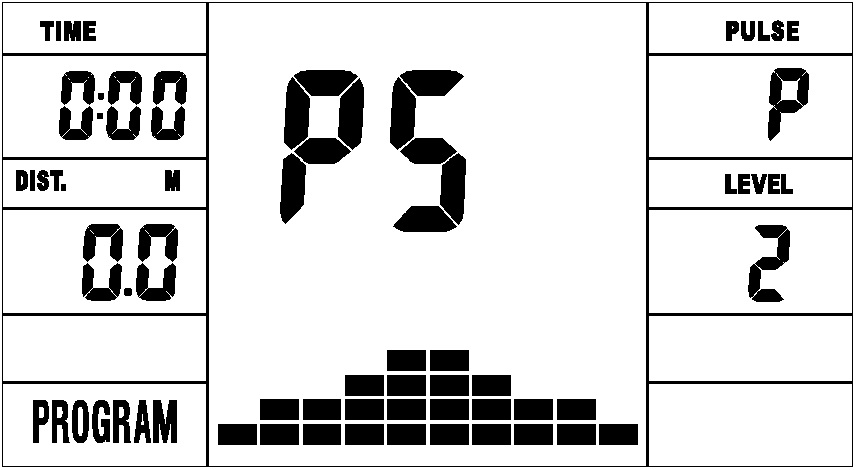 TIME
0:00
DIST. M
0.0
PROGRAM
P5
PULSE
P
LEVEL
2